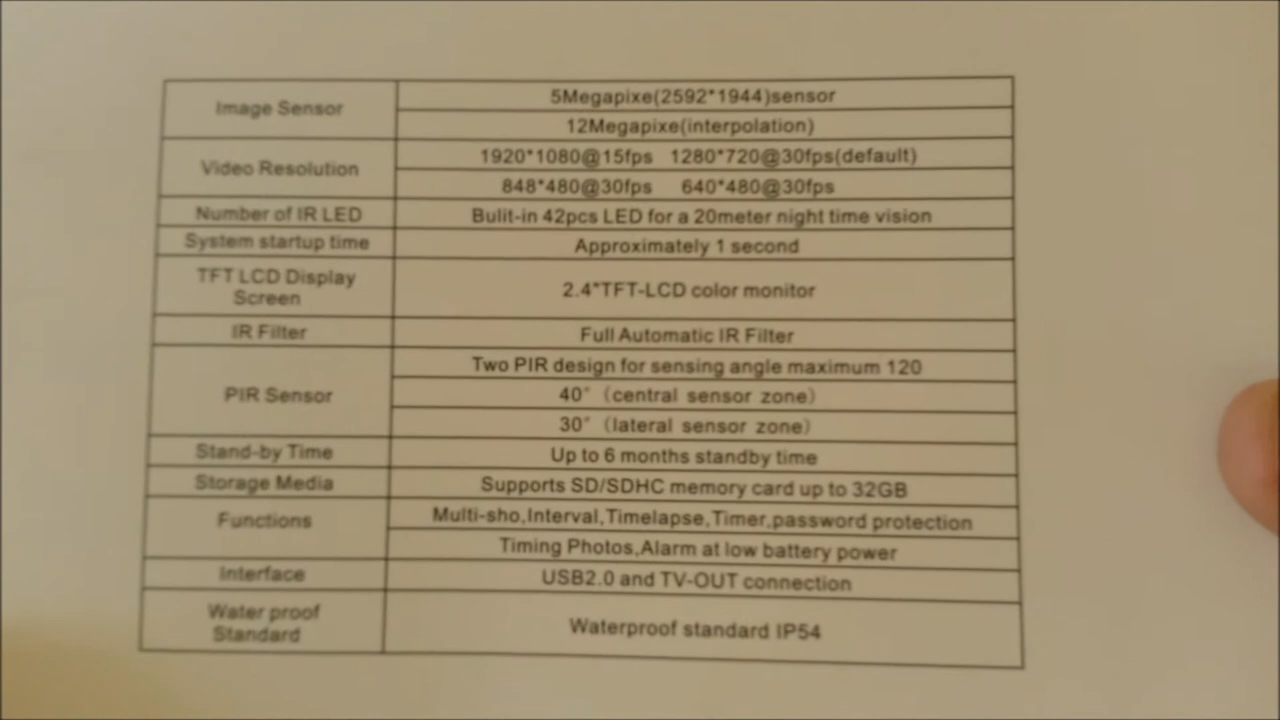 Image Sensor
5Megapixe(2592*1944)sensor
12Megapixe(interpolation)
Video Resolution
1920*1080@15fps 1280*720@30fps(default)
848*480@30fps 640*480@30fps
Number of IR LED
Bulit-in 42pcs LED for a 20meter night time vision
System startup time
Approximately 1 second
TFT LCD Display
Screen
2.4"TFT-LCD color monitor
IR Filter
Full Automatic IR Filter
PIR Sensor
Two PIR design for sensing angle maximum 120
40° (central sensor zone)
30° (lateral sensor zone)
Stand-by Time
Up to 6 months standby time
Storage Media
Supports SD/SDHC memory card up to 32GB
Functions
Multi-sho,Interval,Timelapse,Timer,password protection
Timing Photos,Alarm at low battery power
Interface
USB2.0 and TV-OUT connection
Water proof
Standard
Waterproof standard IP54